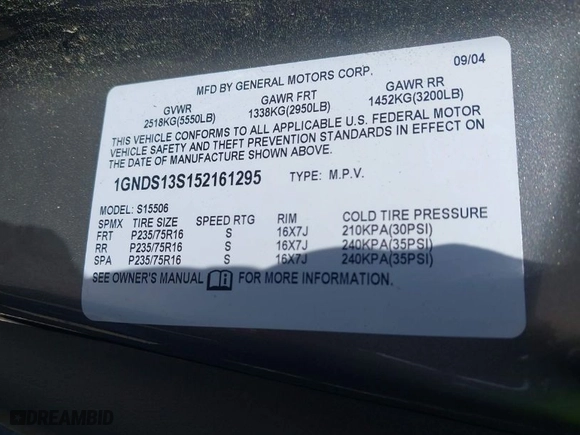 MFD BY GENERAL MOTORS CORP. 09/04
GVWR GAWR FRT GAWR RR
2518KG(5550LB) 1338KG(2950LB) 1452KG(3200LB)
THIS VEHICLE CONFORMS TO ALL APPLICABLE U.S. FEDERAL MOTOR
VEHICLE SAFETY AND THEFT PREVENTION STANDARDS IN EFFECT ON
THE DATE OF MANUFACTURE SHOWN ABOVE.
1GNDS13S152161295 TYPE: M.P.V.
MODEL: S15506
SPMX TIRE SIZE SPEED RTG RIM COLD TIRE PRESSURE
FRT P235/75R16 S 16X7J 210KPA(30PSI)
RR P235/75R16 S 16X7J 240KPA(35PSI)
SPA P235/75R16 S 16X7J 240KPA(35PSI)
SEE OWNER'S MANUAL FOR MORE INFORMATION.
DREAMBID